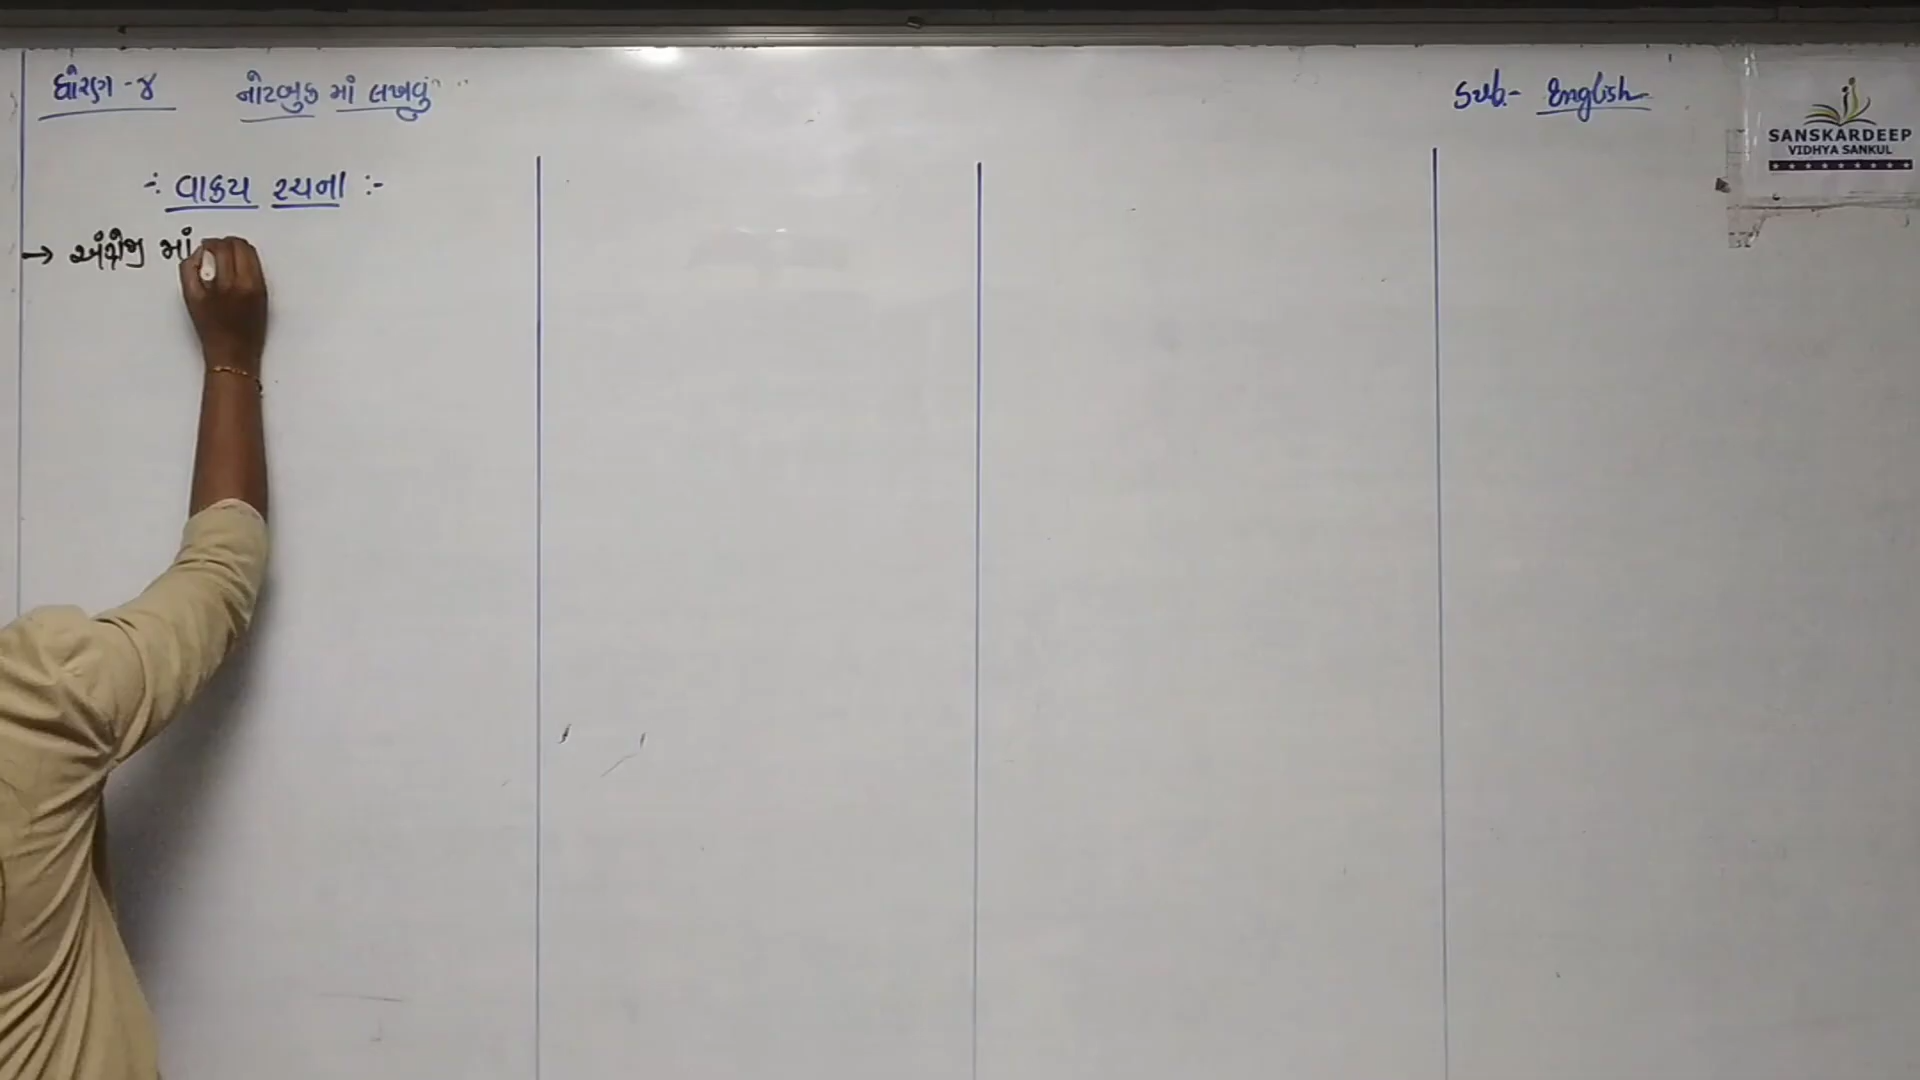 ધોરણ - ૪ નોટબુક માં લખવું Sub.- English
SANSKARDEEP
VIDHYA SANKUL
-: વાક્ય રચના :-
→ અંગ્રેજી માં